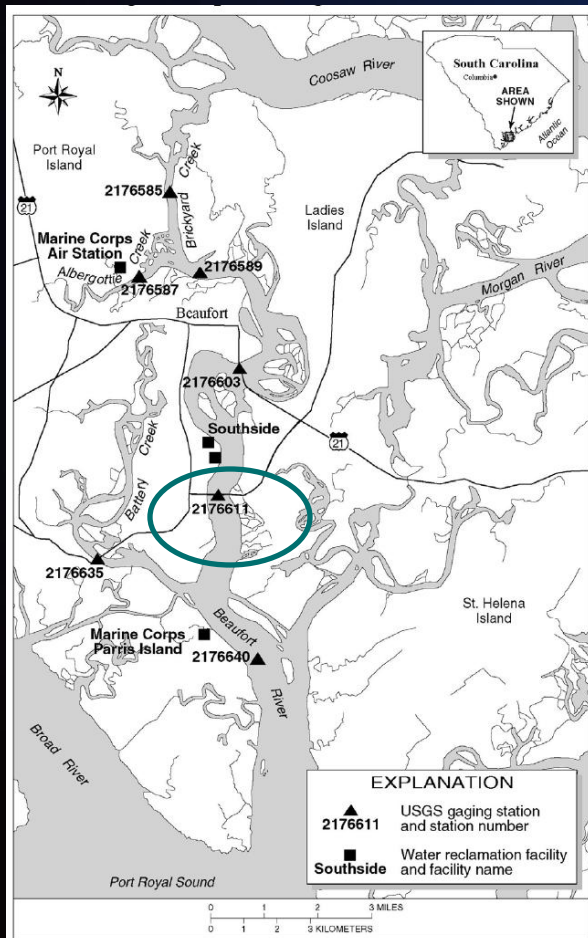 Coosaw River
South Carolina
Columbia
AREA
SHOWN
Atlantic
Ocean
N
Port Royal
Island
21
2176585
Brickyard Creek
Ladies
Island
Marine Corps
Air Station
Albergottie Creek
2176587
2176589
Morgan River
Beaufort
2176603
Southside
21
Battery Creek
2176611
2176635
St. Helena
Island
Beaufort River
Marine Corps
Parris Island
2176640
Broad River
Port Royal Sound
EXPLANATION
2176611
USGS gaging station
and station number
Southside
Water reclamation facility
and facility name
0 1 2 3 MILES
0 1 2 3 KILOMETERS